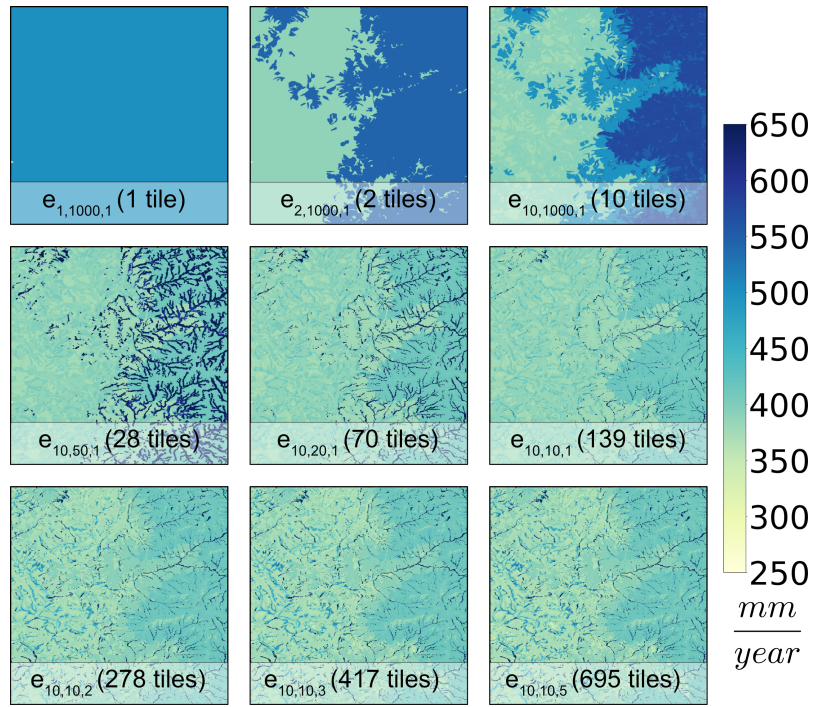 e1,1000,1 (1 tile)
e2,1000,1 (2 tiles)
e10,1000,1 (10 tiles)
e10,50,1 (28 tiles)
e10,20,1 (70 tiles)
e10,10,1 (139 tiles)
e10,10,2 (278 tiles)
e10,10,3 (417 tiles)
e10,10,5 (695 tiles)
650
600
550
500
450
400
350
300
250
mm
year